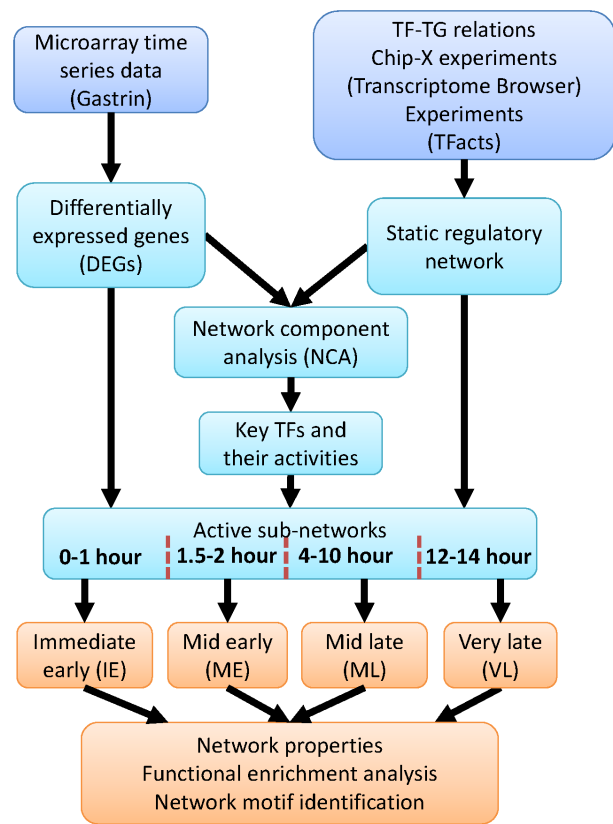 Microarray time
series data
(Gastrin)
TF-TG relations
Chip-X experiments
(Transcriptome Browser)
Experiments
(TFacts)
Differentially
expressed genes
(DEGs)
Static regulatory
network
Network component
analysis (NCA)
Key TFs and
their activities
Active sub-networks
0-1 hour 1.5-2 hour 4-10 hour 12-14 hour
Immediate
early (IE)
Mid early
(ME)
Mid late
(ML)
Very late
(VL)
Network properties
Functional enrichment analysis
Network motif identification